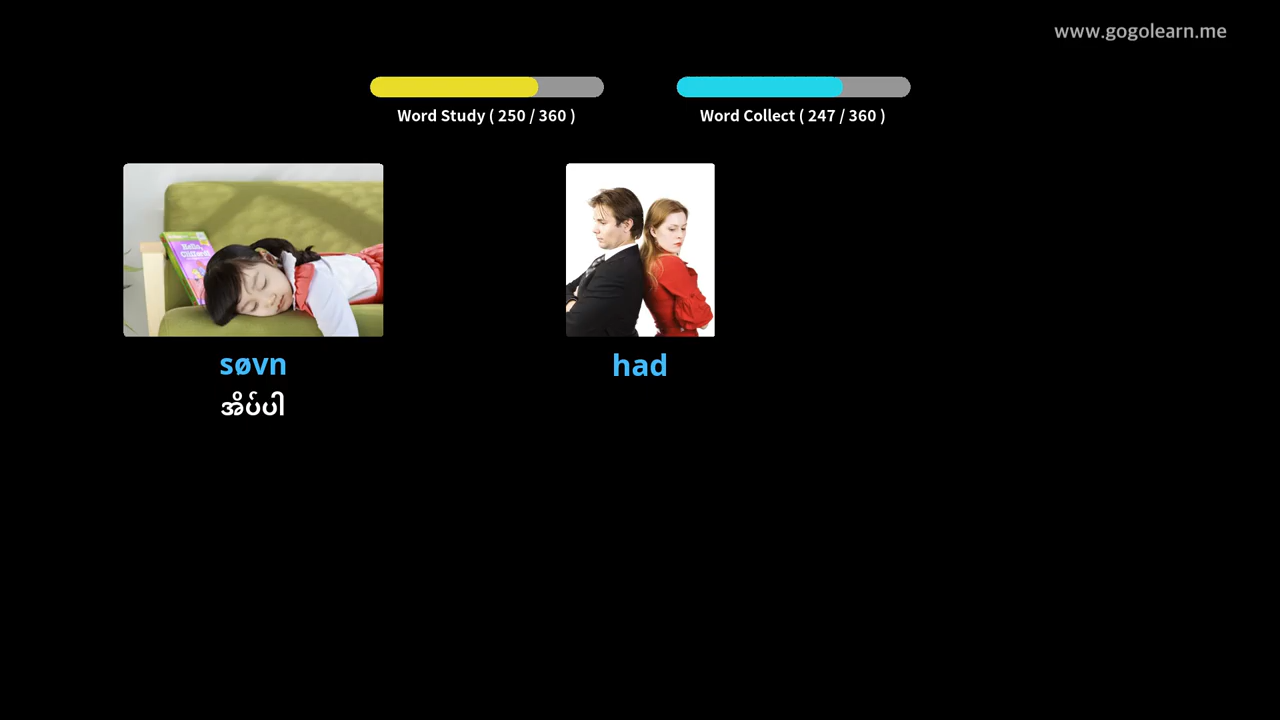 www.gogolearn.me
Word Study ( 250 / 360 )
Word Collect ( 247 / 360 )
søvn
had
အိပ်ပါ